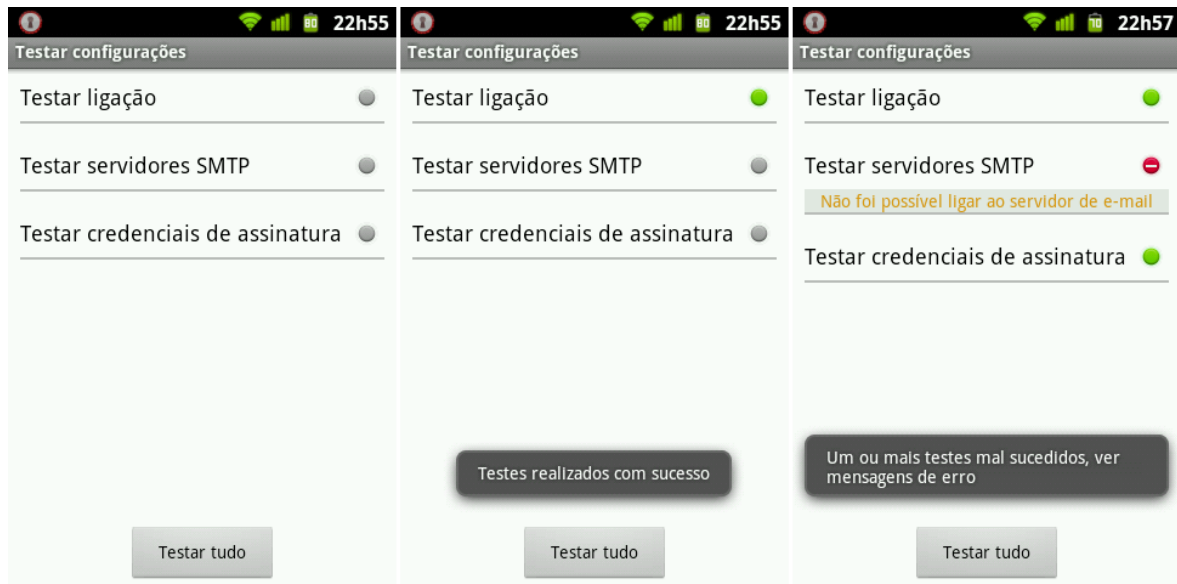 80 22h55
Testar configurações
Testar ligação
Testar servidores SMTP
Testar credenciais de assinatura
Testar tudo
80 22h55
Testar configurações
Testar ligação
Testar servidores SMTP
Testar credenciais de assinatura
Testes realizados com sucesso
Testar tudo
70 22h57
Testar configurações
Testar ligação
Testar servidores SMTP
Não foi possível ligar ao servidor de e-mail
Testar credenciais de assinatura
Um ou mais testes mal sucedidos, ver
mensagens de erro
Testar tudo